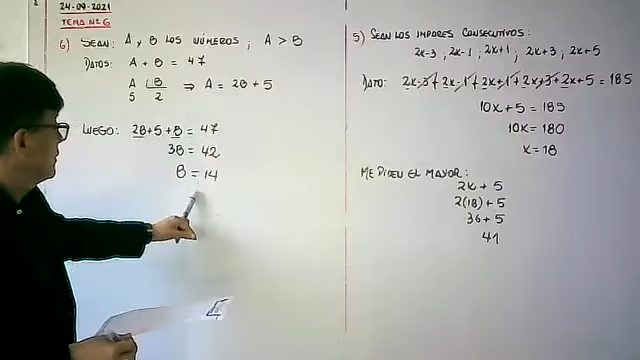 24-09-2021
TEMA Nº 6
6) SEAN: A y B LOS NÚMEROS ; A > B
DATOS: A + B = 47
A |B
5 2 ⇒ A = 2B + 5
LUEGO: 2B+5+B = 47
3B = 42
B = 14
5) SEAN LOS IMPARES CONSECUTIVOS:
2x-3 ; 2x-1 ; 2x+1 ; 2x+3 ; 2x+5
DATO: 2x-3+2x-1+2x+1+2x+3+2x+5 = 185
10x+5 = 185
10x = 180
x = 18
ME PIDEN EL MAYOR:
2x + 5
2(18) + 5
36 + 5
41